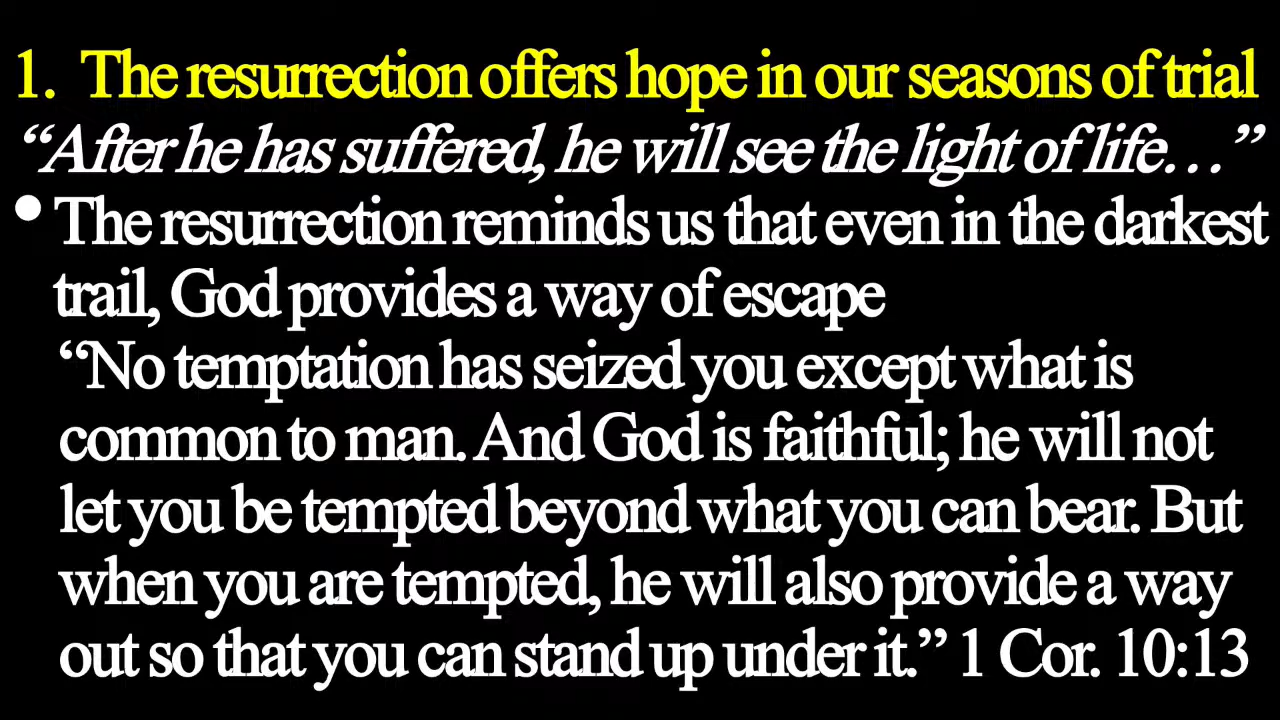 1. The resurrection offers hope in our seasons of trial
“After he has suffered, he will see the light of life…”
• The resurrection reminds us that even in the darkest
trail, God provides a way of escape
“No temptation has seized you except what is
common to man. And God is faithful; he will not
let you be tempted beyond what you can bear. But
when you are tempted, he will also provide a way
out so that you can stand up under it.” 1 Cor. 10:13